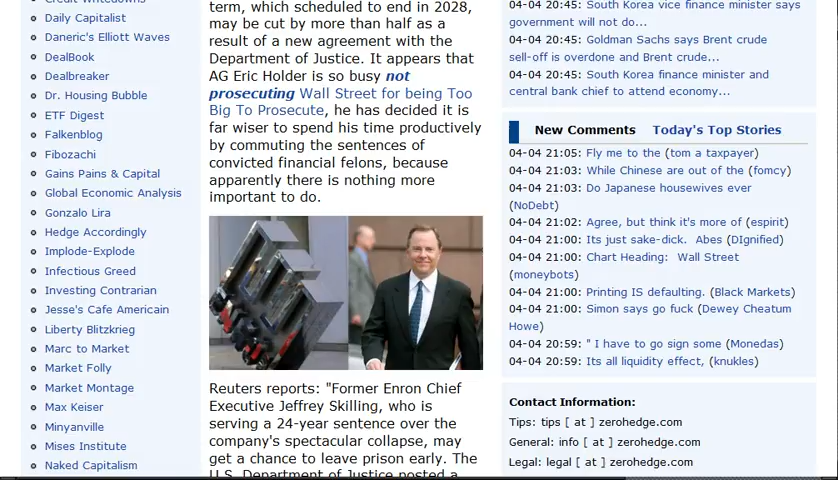 Credit Writedowns
Daily Capitalist
Daneric's Elliott Waves
DealBook
Dealbreaker
Dr. Housing Bubble
ETF Digest
Falkenblog
Fibozachi
Gains Pains & Capital
Global Economic Analysis
Gonzalo Lira
Hedge Accordingly
Implode-Explode
Infectious Greed
Investing Contrarian
Jesse's Cafe Americain
Liberty Blitzkrieg
Marc to Market
Market Folly
Market Montage
Max Keiser
Minyanville
Mises Institute
Naked Capitalism
term, which scheduled to end in 2028,
may be cut by more than half as a
result of a new agreement with the
Department of Justice. It appears that
AG Eric Holder is so busy not
prosecuting Wall Street for being Too
Big To Prosecute, he has decided it is
far wiser to spend his time productively
by commuting the sentences of
convicted financial felons, because
apparently there is nothing more
important to do.
Reuters reports: "Former Enron Chief
Executive Jeffrey Skilling, who is
serving a 24-year sentence over the
company's spectacular collapse, may
get a chance to leave prison early. The
U.S. Department of Justice posted a
04-04 20:45: South Korea vice finance minister says
government will not do...
04-04 20:45: Goldman Sachs says Brent crude
sell-off is overdone and Brent crude...
04-04 20:45: South Korea finance minister and
central bank chief to attend economy...
New Comments Today's Top Stories
04-04 21:05: Fly me to the (tom a taxpayer)
04-04 21:03: While Chinese are out of the (fomcy)
04-04 21:03: Do Japanese housewives ever
(NoDebt)
04-04 21:02: Agree, but think it's more of (espirit)
04-04 21:00: Its just sake-dick. Abes (DIgnified)
04-04 21:00: Chart Heading: Wall Street
(moneybots)
04-04 21:00: Printing IS defaulting. (Black Markets)
04-04 21:00: Simon says go fuck (Dewey Cheatum
Howe)
04-04 20:59: " I have to go sign some (Monedas)
04-04 20:59: Its all liquidity effect, (knukles)
Contact Information:
Tips: tips [ at ] zerohedge.com
General: info [ at ] zerohedge.com
Legal: legal [ at ] zerohedge.com